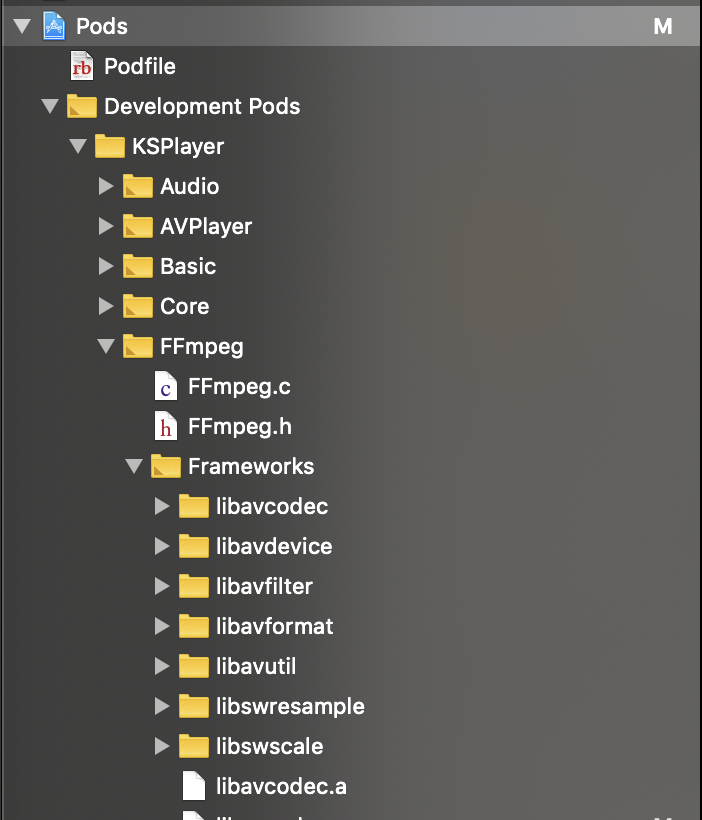 Pods M
rb Podfile
Development Pods
KSPlayer
Audio
AVPlayer
Basic
Core
FFmpeg
c FFmpeg.c
h FFmpeg.h
Frameworks
libavcodec
libavdevice
libavfilter
libavformat
libavutil
libswresample
libswscale
libavcodec.a